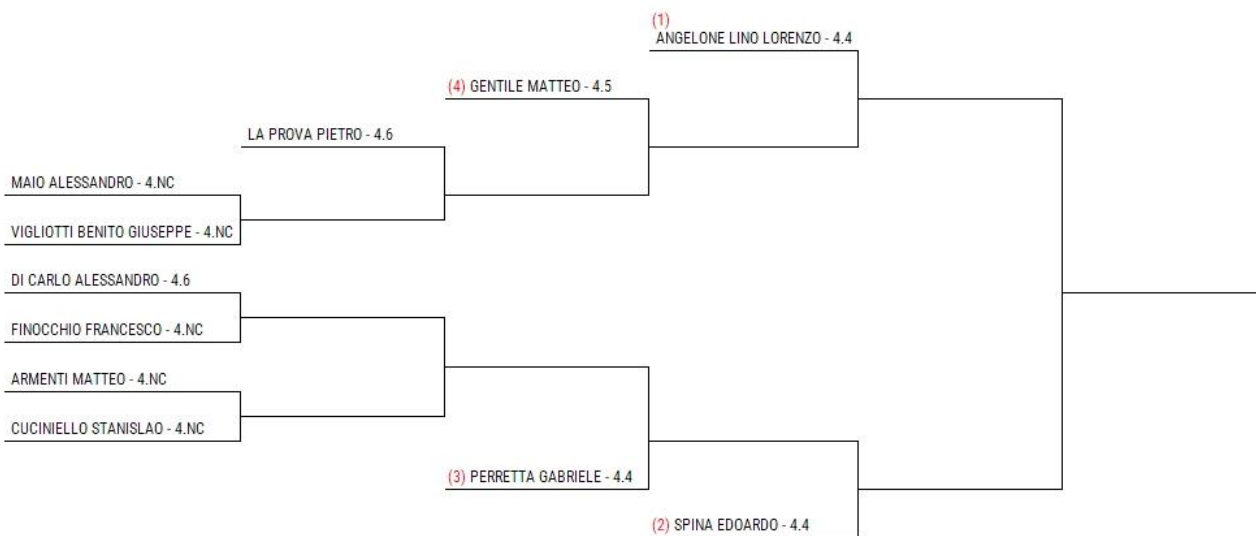 (1)
ANGELONE LINO LORENZO - 4.4
(4) GENTILE MATTEO - 4.5
LA PROVA PIETRO - 4.6
MAIO ALESSANDRO - 4.NC
VIGLIOTTI BENITO GIUSEPPE - 4.NC
DI CARLO ALESSANDRO - 4.6
FINOCCHIO FRANCESCO - 4.NC
ARMENTI MATTEO - 4.NC
CUCINIELLO STANISLAO - 4.NC
(3) PERRETTA GABRIELE - 4.4
(2) SPINA EDOARDO - 4.4